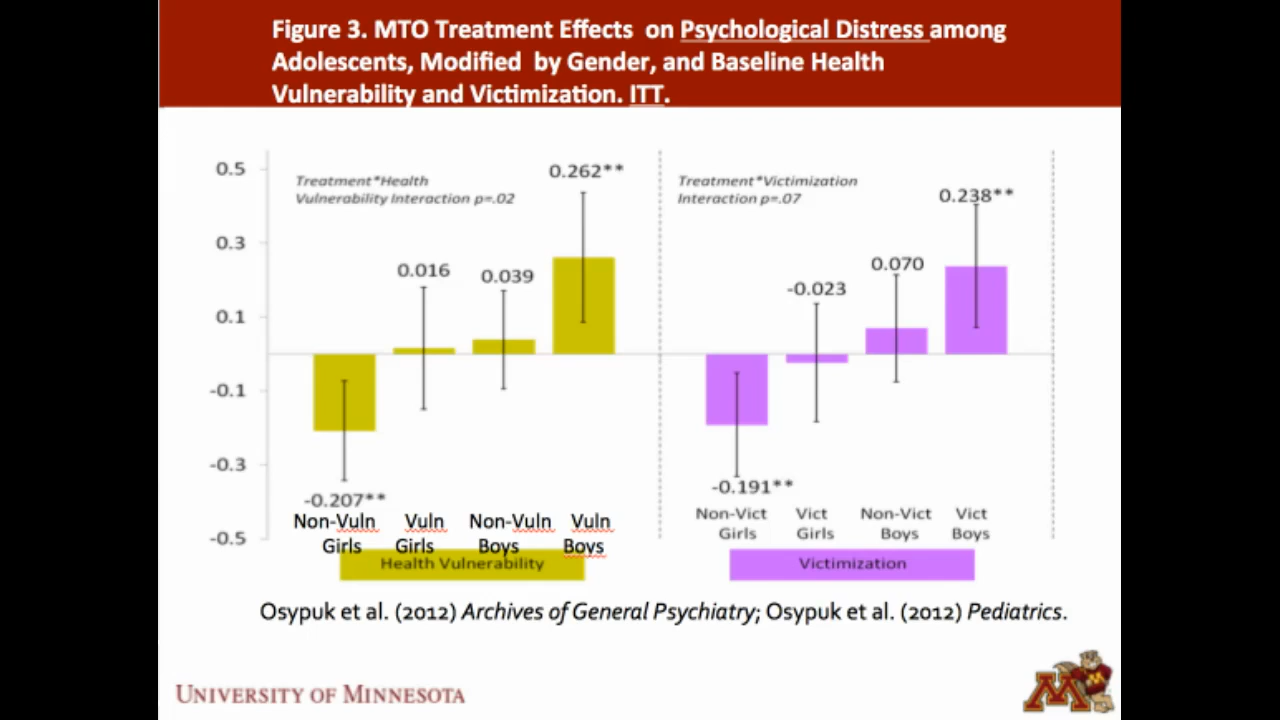 Figure 3. MTO Treatment Effects on Psychological Distress among
Adolescents, Modified by Gender, and Baseline Health
Vulnerability and Victimization. ITT.
0.5
0.3
0.1
-0.1
-0.3
-0.5
Treatment*Health
Vulnerability Interaction p=.02
-0.207**
0.016
0.039
0.262**
Non-Vuln Girls
Vuln Girls
Non-Vuln Boys
Vuln Boys
Health Vulnerability
Treatment*Victimization
Interaction p=.07
-0.191**
-0.023
0.070
0.238**
Non-Vict Girls
Vict Girls
Non-Vict Boys
Vict Boys
Victimization
Osypuk et al. (2012) Archives of General Psychiatry; Osypuk et al. (2012) Pediatrics.
UNIVERSITY OF MINNESOTA
M